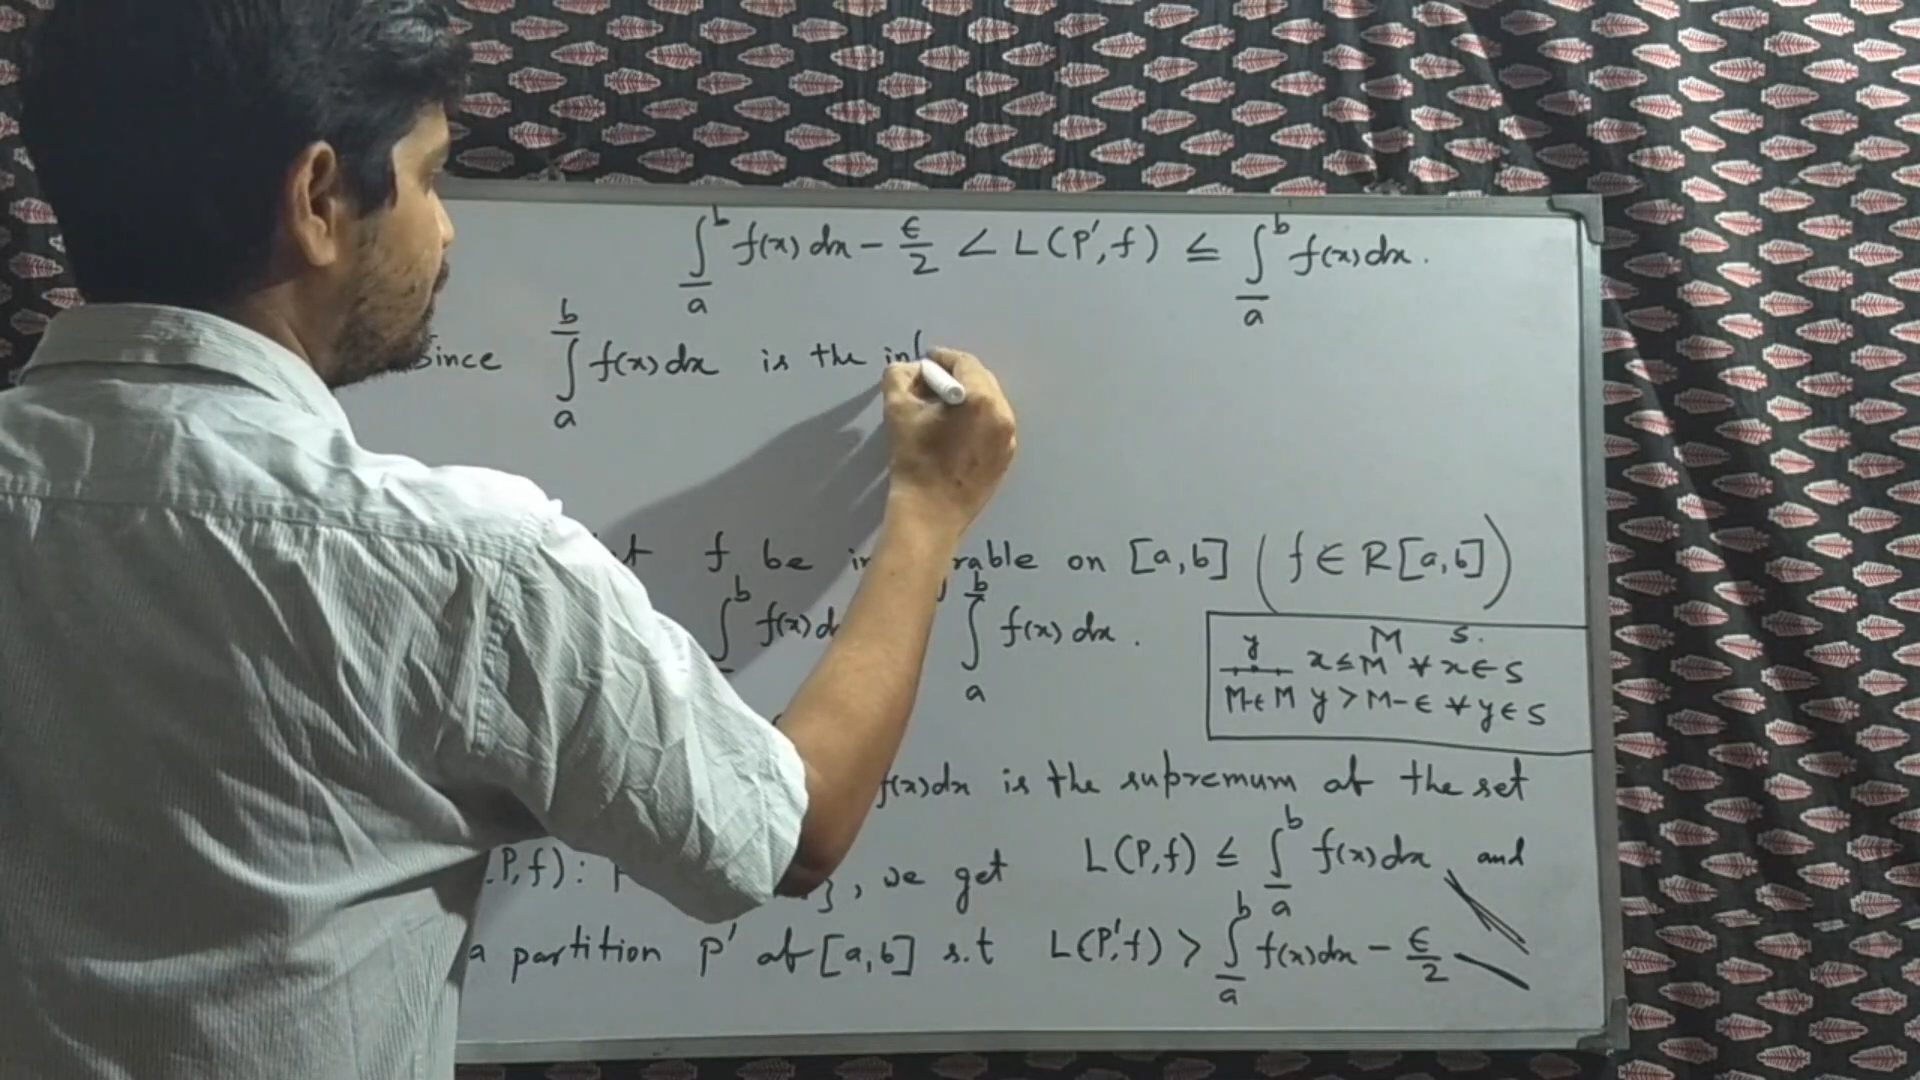 ∫_a^b f(x) dx − ϵ/2 < L(P′, f) ≤ ∫_a^b f(x) dx.
Since ∫_a^b f(x) dx is the inf
f be on [a,b] (f ∈ R[a,b])
∫_a^b f(x) d ∫_a^b f(x) dx.
y M S.
x ≤ M ∀ x ∈ S
M-ϵ M y > M − ϵ ∀ y ∈ S
f(x) dx is the supremum of the set
P, f): }, we get L(P, f) ≤ ∫_a^b f(x) dx and
a partition P′ of [a,b] s.t L(P′, f) > ∫_a^b f(x) dx − ϵ/2